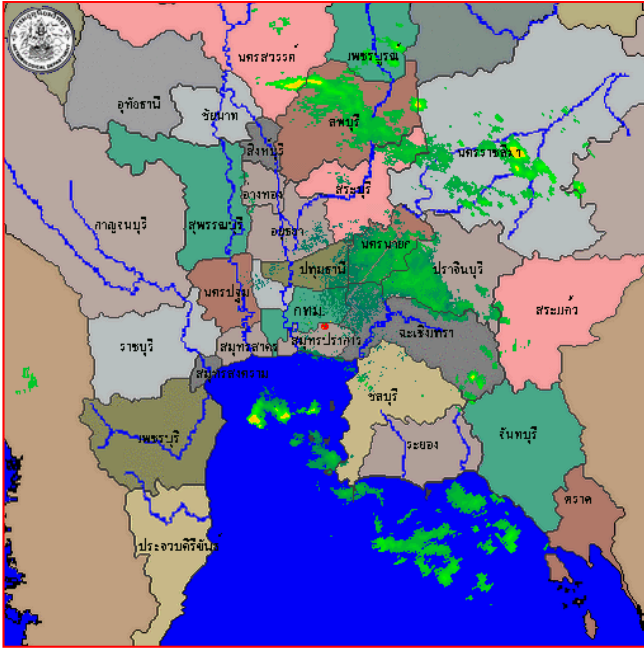 นครสวรรค์
เพชรบูรณ์
อุทัยธานี
ชัยนาท
ลพบุรี
สิงห์บุรี
นครราชสีมา
อ่างทอง
สระบุรี
กาญจนบุรี
สุพรรณบุรี
อยุธยา
นครนายก
ปทุมธานี
ปราจีนบุรี
นครปฐม
กทม.
สระแก้ว
ราชบุรี
สมุทรสาคร
สมุทรปราการ
ฉะเชิงเทรา
สมุทรสงคราม
ชลบุรี
เพชรบุรี
ระยอง
จันทบุรี
ตราด
ประจวบคีรีขันธ์